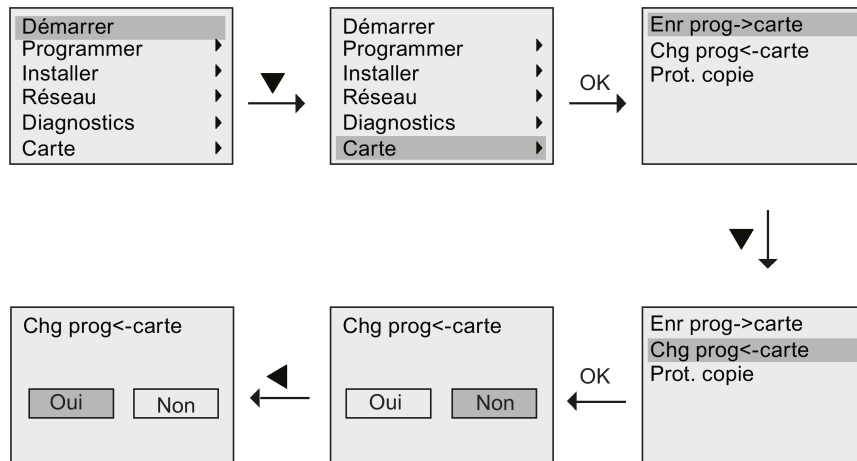 Démarrer
Programmer
Installer
Réseau
Diagnostics
Carte
Démarrer
Programmer
Installer
Réseau
Diagnostics
Carte
OK
Enr prog->carte
Chg prog<-carte
Prot. copie
Chg prog<-carte
Oui
Non
Chg prog<-carte
Oui
Non
OK
Enr prog->carte
Chg prog<-carte
Prot. copie